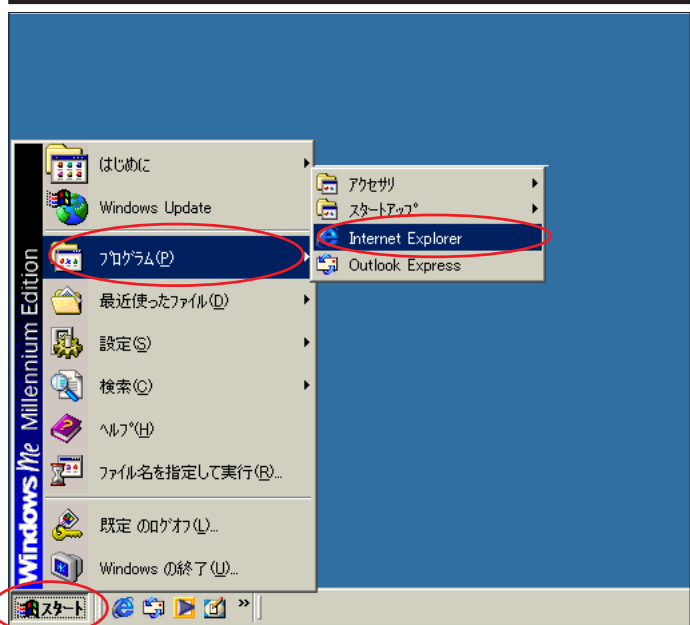 はじめに
Windows Update
ﾌﾟﾛｸﾞﾗﾑ(P)
最近使ったﾌｧｲﾙ(D)
設定(S)
検索(C)
ﾍﾙﾌﾟ(H)
ﾌｧｲﾙ名を指定して実行(R)...
既定 のﾛｸﾞｵﾌ(L)...
Windows の終了(U)...
Windows Me Millennium Edition
ｱｸｾｻﾘ
ｽﾀｰﾄｱｯﾌﾟ
Internet Explorer
Outlook Express
ｽﾀｰﾄ
»